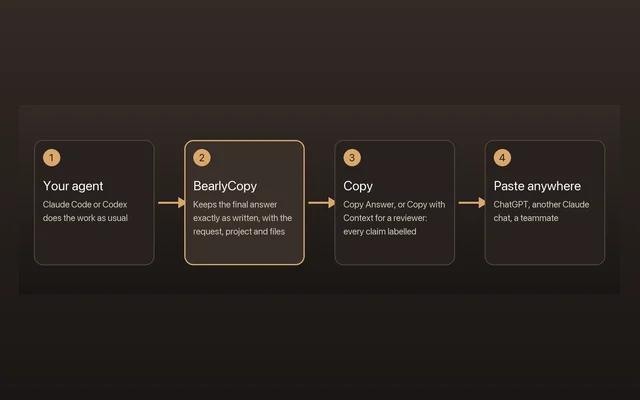 1
Your agent
Claude Code or Codex
does the work as usual
2
BearlyCopy
Keeps the final answer
exactly as written, with the
request, project and files
3
Copy
Copy Answer, or Copy with
Context for a reviewer:
every claim labelled
4
Paste anywhere
ChatGPT, another Claude
chat, a teammate